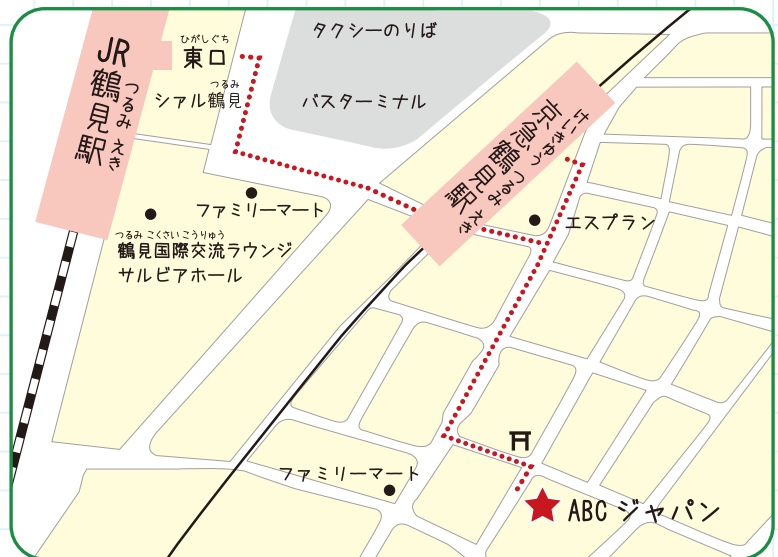 タクシーのりば
バスターミナル
JR鶴見駅
つるみ えき
ひがしぐち
東口
つるみ
シァル鶴見
けいきゅう つるみ えき
京急鶴見駅
ファミリーマート
エスプラン
つるみ こくさいこうりゅう
鶴見国際交流ラウンジ
サルビアホール
ファミリーマート
ABC ジャパン